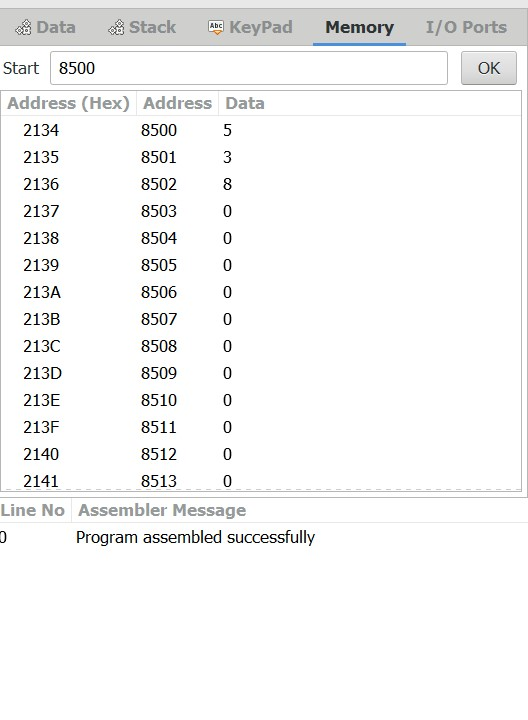 Data Stack Abc KeyPad Memory I/O Ports
Start 8500 OK
Address (Hex) Address Data
2134 8500 5
2135 8501 3
2136 8502 8
2137 8503 0
2138 8504 0
2139 8505 0
213A 8506 0
213B 8507 0
213C 8508 0
213D 8509 0
213E 8510 0
213F 8511 0
2140 8512 0
2141 8513 0
Line No Assembler Message
0 Program assembled successfully